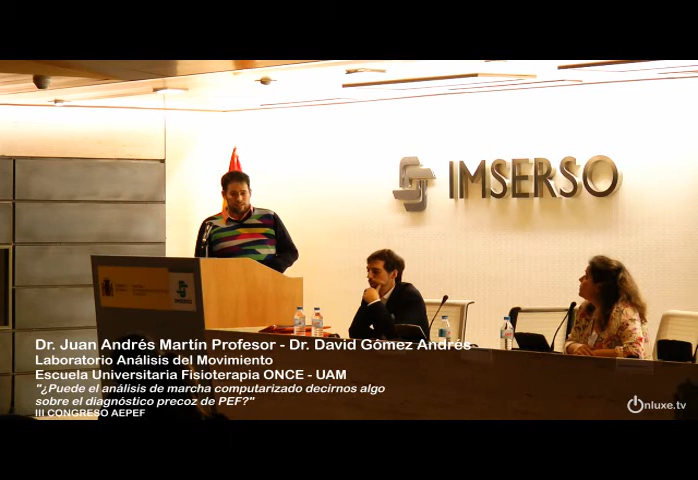 IMSERSO
Dr. Juan Andrés Martín Profesor - Dr. David Gómez Andrés
Laboratorio Análisis del Movimiento
Escuela Universitaria Fisioterapia ONCE - UAM
"¿Puede el análisis de marcha computarizado decirnos algo
sobre el diagnóstico precoz de PEF?"
III CONGRESO AEPEF
Onluxe.tv